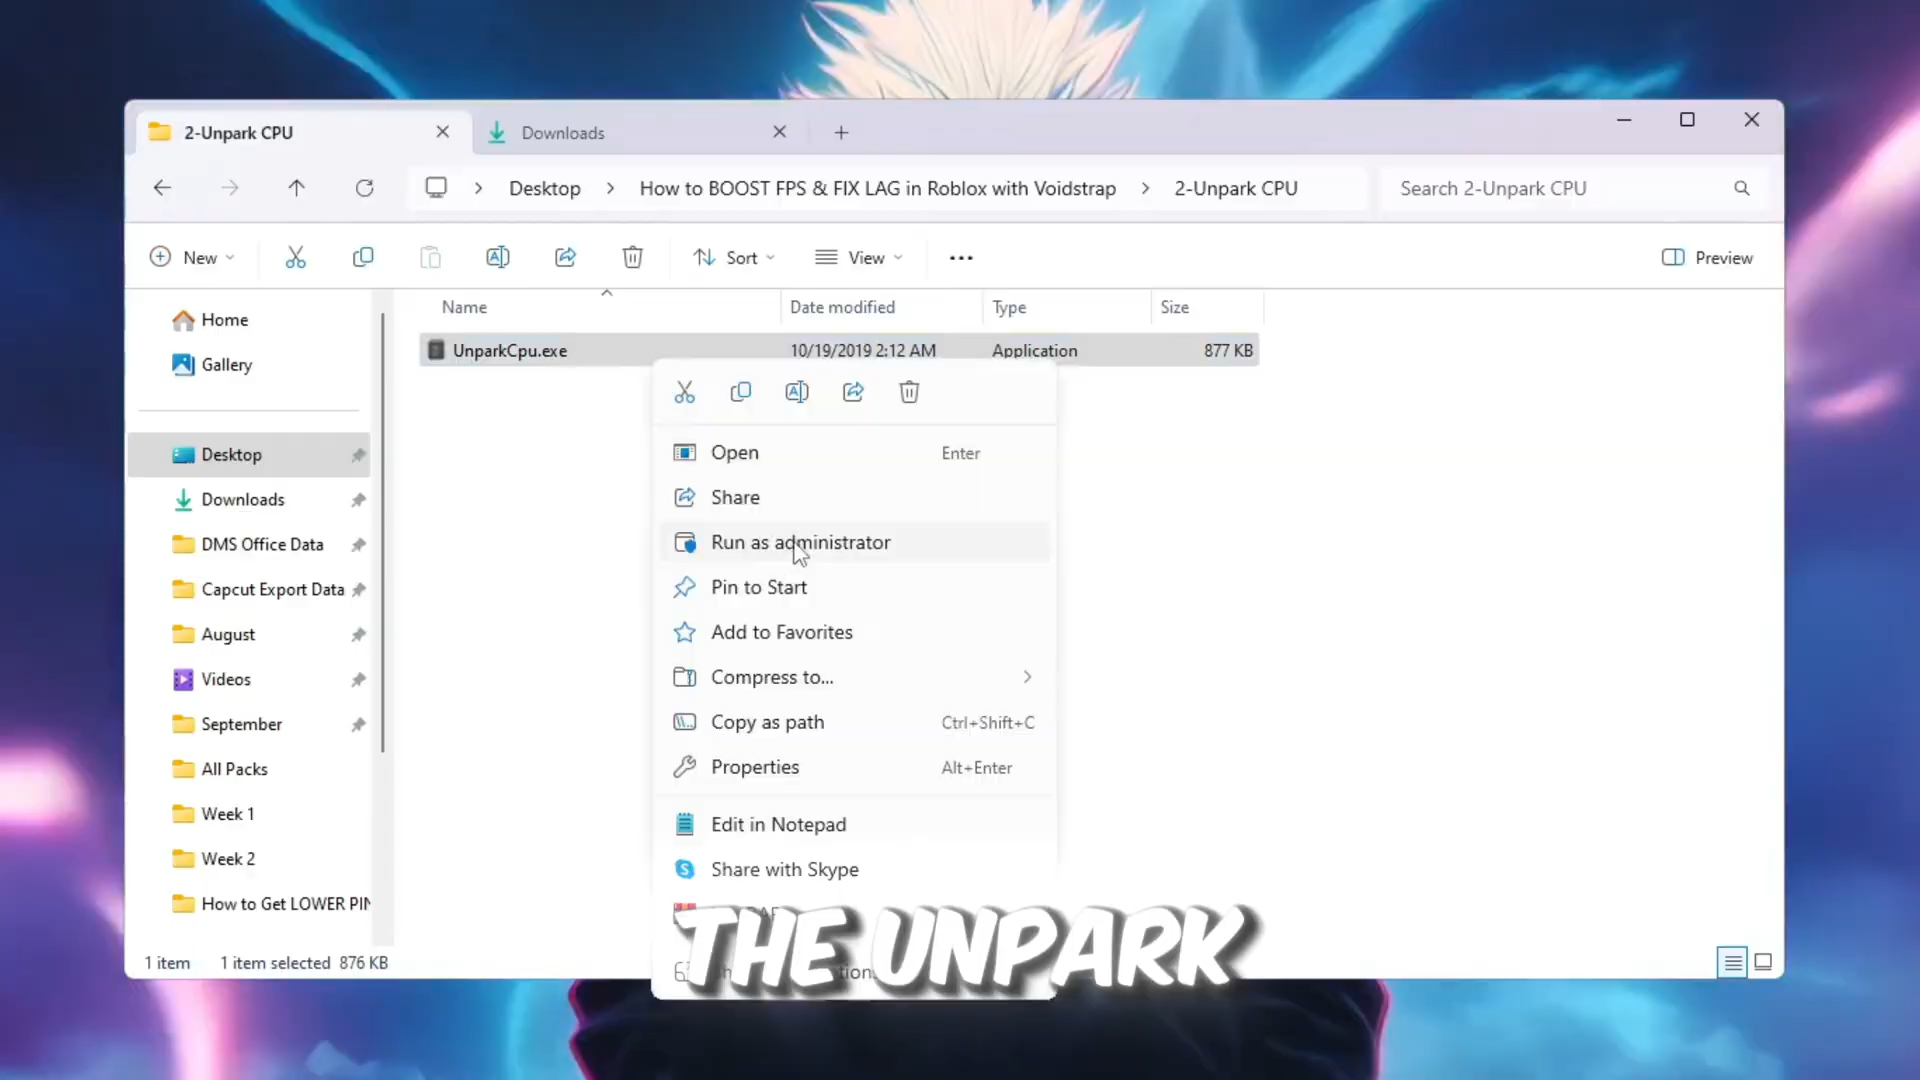 2-Unpark CPU
Downloads
Desktop
How to BOOST FPS & FIX LAG in Roblox with Voidstrap
2-Unpark CPU
Search 2-Unpark CPU
New
Sort
View
Preview
Name
Date modified
Type
Size
UnparkCpu.exe
10/19/2019 2:12 AM
Application
877 KB
Home
Gallery
Desktop
Downloads
DMS Office Data
Capcut Export Data
August
Videos
September
All Packs
Week 1
Week 2
How to Get LOWER PIN
Open
Enter
Share
Run as administrator
Pin to Start
Add to Favorites
Compress to...
Copy as path
Ctrl+Shift+C
Properties
Alt+Enter
Edit in Notepad
Share with Skype
THE UNPARK
1 item
1 item selected 876 KB